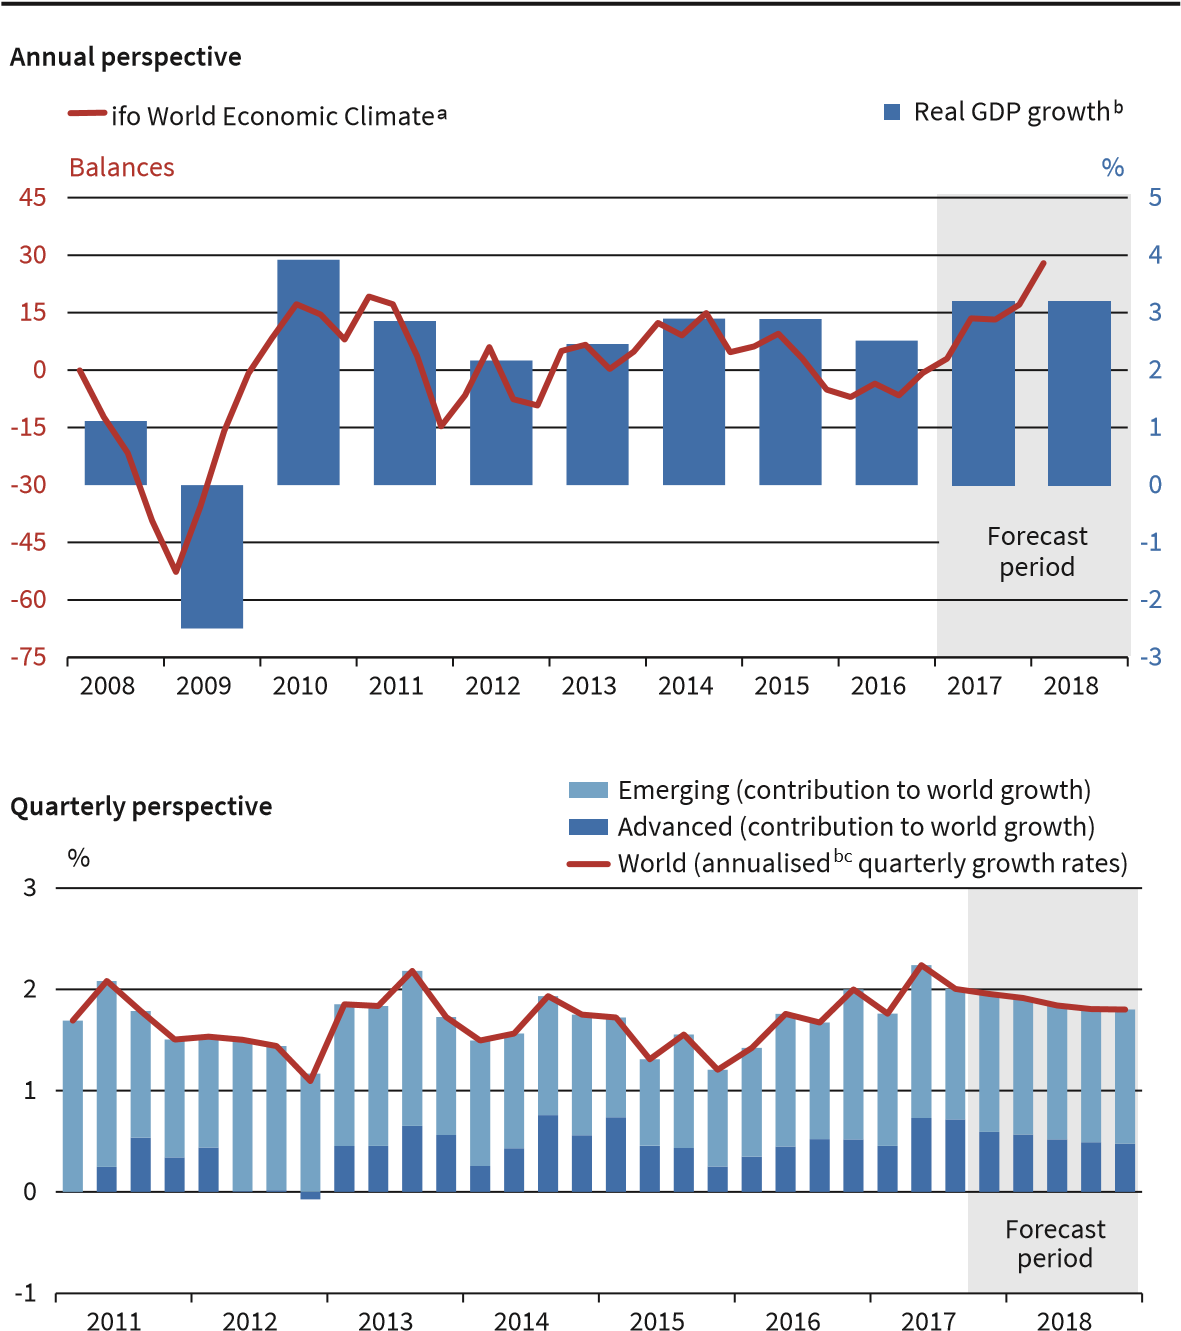 Annual perspective
ifo World Economic Climateᵃ
Real GDP growthᵇ
Balances
%
45
5
30
4
15
3
0
2
-15
1
-30
0
-45
-1
-60
-2
-75
-3
Forecast
period
2008 2009 2010 2011 2012 2013 2014 2015 2016 2017 2018
Quarterly perspective
Emerging (contribution to world growth)
Advanced (contribution to world growth)
World (annualisedᵇᶜ quarterly growth rates)
%
3
2
1
0
-1
Forecast
period
2011 2012 2013 2014 2015 2016 2017 2018